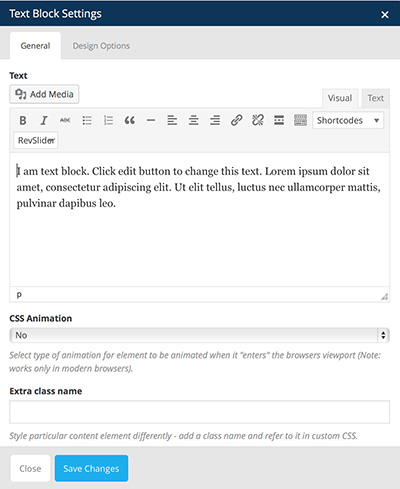 Text Block Settings ×
General Design Options
Text
Add Media
Visual Text
B I ABC Shortcodes
RevSlider
I am text block. Click edit button to change this text. Lorem ipsum dolor sit
amet, consectetur adipiscing elit. Ut elit tellus, luctus nec ullamcorper mattis,
pulvinar dapibus leo.
p
CSS Animation
No
Select type of animation for element to be animated when it "enters" the browsers viewport (Note:
works only in modern browsers).
Extra class name
Style particular content element differently - add a class name and refer to it in custom CSS.
Close Save Changes